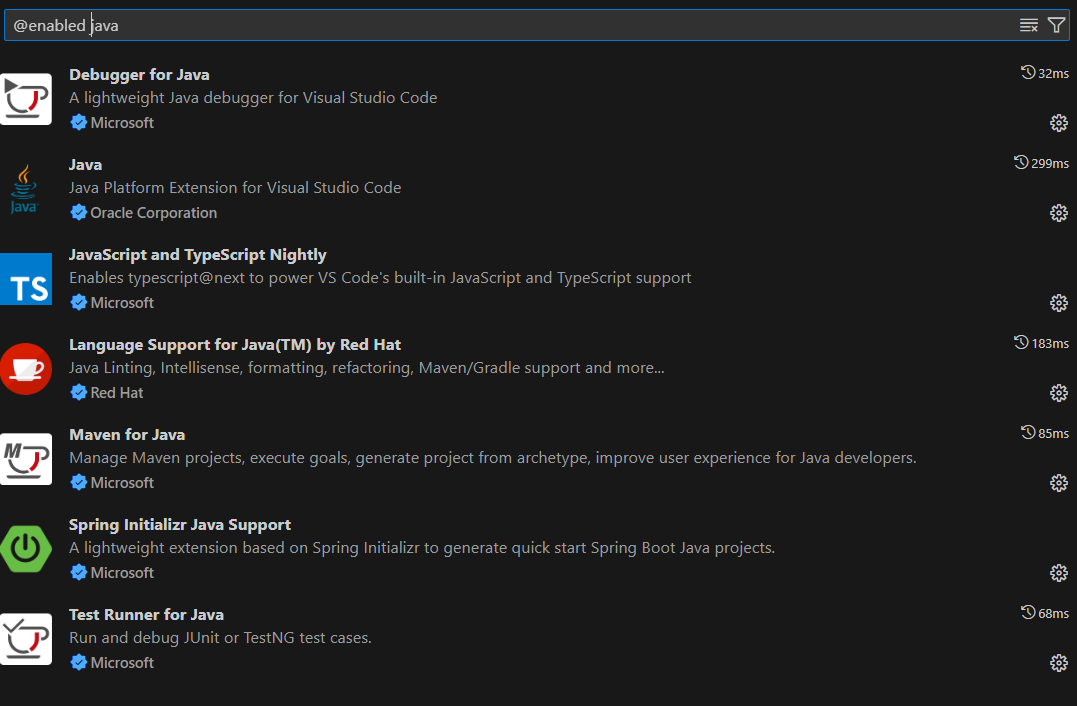 @enabled java
Debugger for Java
32ms
A lightweight Java debugger for Visual Studio Code
Microsoft
Java
299ms
Java Platform Extension for Visual Studio Code
Java
Oracle Corporation
JavaScript and TypeScript Nightly
Enables typescript@next to power VS Code's built-in JavaScript and TypeScript support
TS
Microsoft
Language Support for Java(TM) by Red Hat
183ms
Java Linting, Intellisense, formatting, refactoring, Maven/Gradle support and more...
Red Hat
Maven for Java
85ms
M
Manage Maven projects, execute goals, generate project from archetype, improve user experience for Java developers.
Microsoft
Spring Initializr Java Support
A lightweight extension based on Spring Initializr to generate quick start Spring Boot Java projects.
Microsoft
Test Runner for Java
68ms
Run and debug JUnit or TestNG test cases.
Microsoft